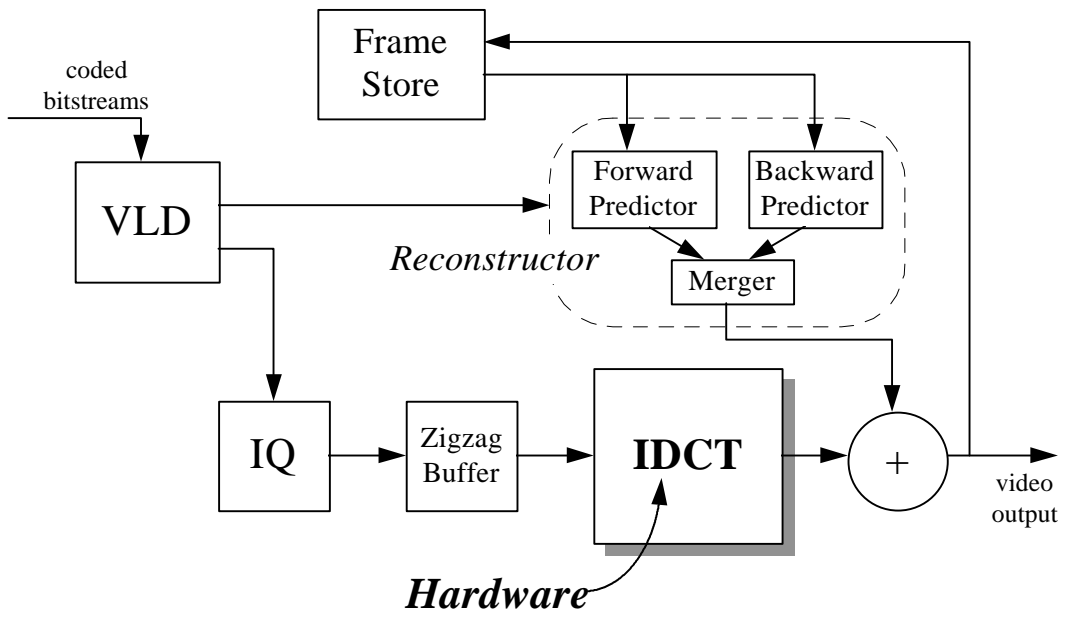 Frame
Store
coded
bitstreams
Forward
Predictor
Backward
Predictor
VLD
Reconstructor
Merger
IQ
Zigzag
Buffer
IDCT
+
video
output
Hardware